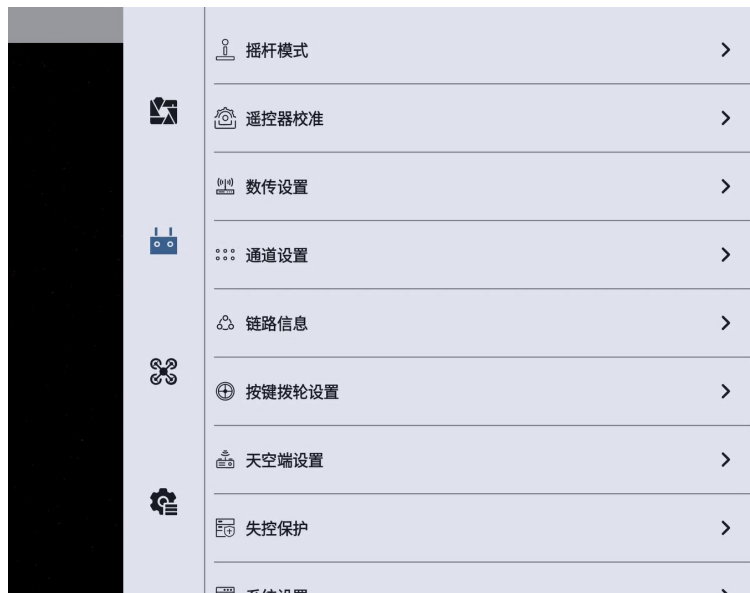 摇杆模式
遥控器校准
数传设置
通道设置
链路信息
按键拨轮设置
天空端设置
失控保护